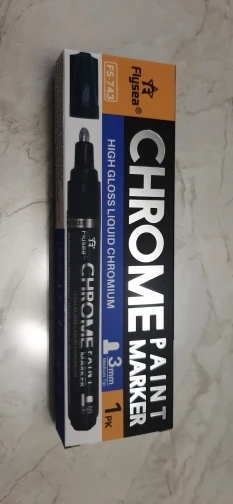 Flysea®
FS-743
CHROME
PAINT
MARKER
HIGH GLOSS LIQUID CHROMIUM
Flysea
CHROME
PAINT
MARKER
3mm
1PK